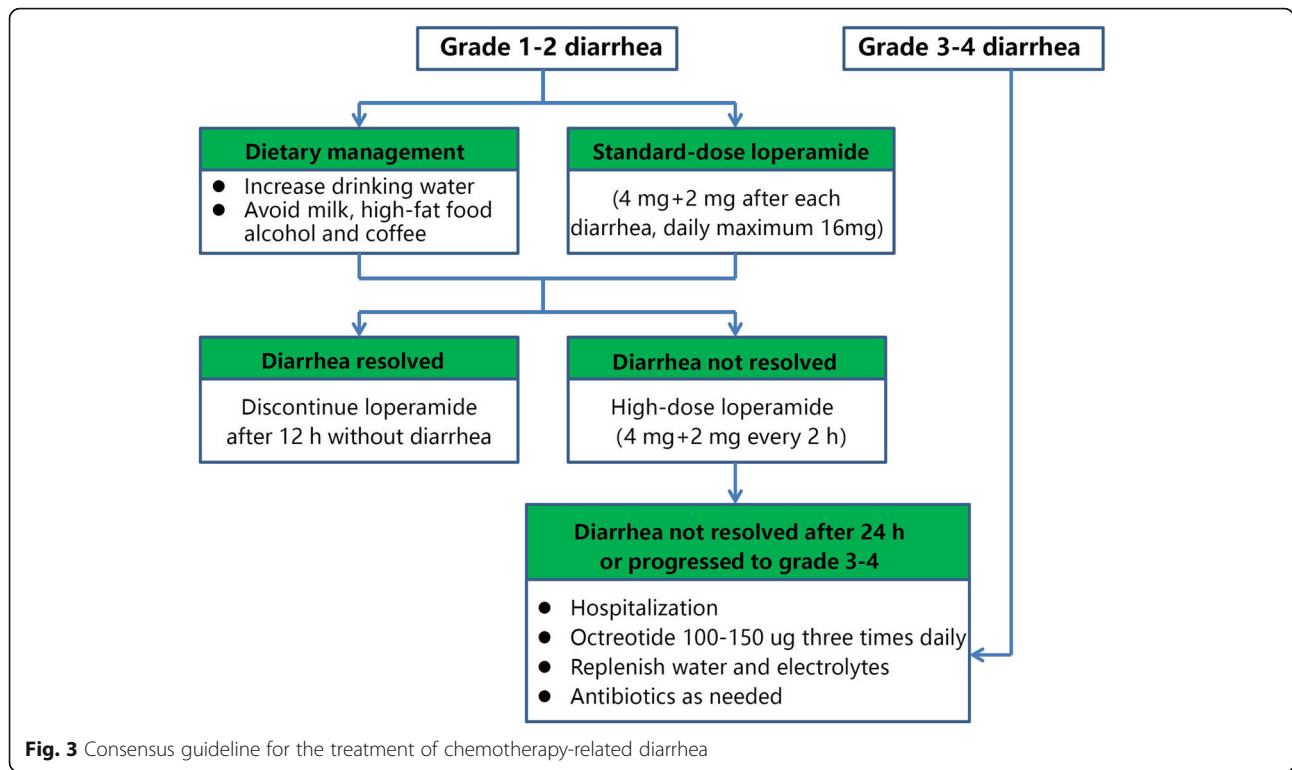 Grade 1-2 diarrhea
Grade 3-4 diarrhea
Dietary management
● Increase drinking water
● Avoid milk, high-fat food
alcohol and coffee
Standard-dose loperamide
(4 mg+2 mg after each
diarrhea, daily maximum 16mg)
Diarrhea resolved
Discontinue loperamide
after 12 h without diarrhea
Diarrhea not resolved
High-dose loperamide
(4 mg+2 mg every 2 h)
Diarrhea not resolved after 24 h
or progressed to grade 3-4
● Hospitalization
● Octreotide 100-150 ug three times daily
● Replenish water and electrolytes
● Antibiotics as needed
Fig. 3 Consensus guideline for the treatment of chemotherapy-related diarrhea